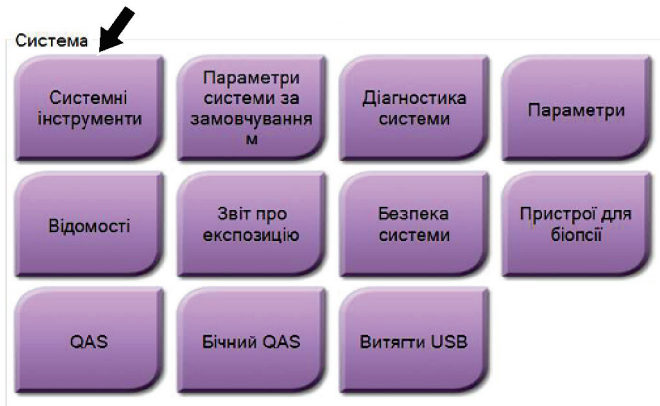 Система
Системні
інструменти
Параметри
системи за
замовчування
м
Діагностика
системи
Параметри
Відомості
Звіт про
експозицію
Безпека
системи
Пристрої для
біопсії
QAS
Бічний QAS
Витягти USB